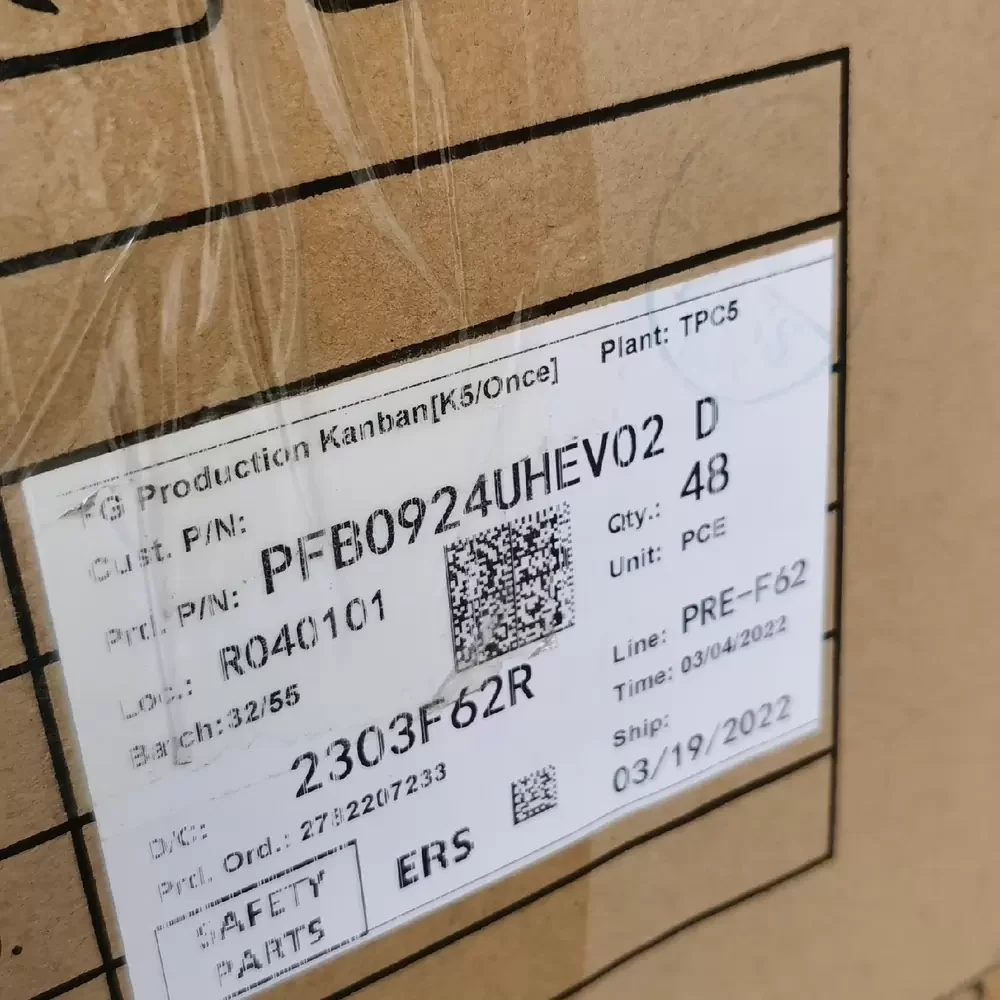 FG Production Kanban[K5/Once]
Plant: TPC5
Cust. P/N:
PFB0924UHEV02 D
Prd. P/N:
Qty.: 48
R040101
Unit: PCE
Loc.:
Line: PRE-F62
Batch:32/55
Time: 03/04/2022
2303F62R
Ship:
03/19/2022
D/C:
Prd. Ord.: 2782207233
ERS
SAFETY
PARTS